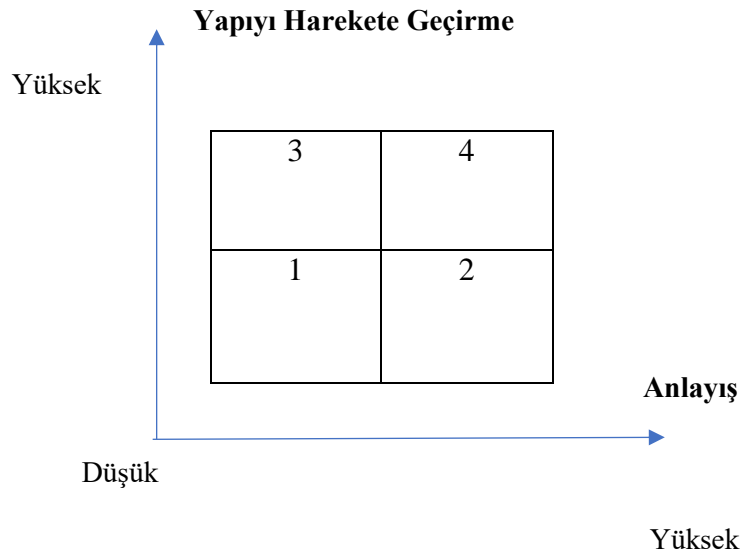 Yapıyı Harekete Geçirme
Yüksek
3 4
1 2
Anlayış
Düşük
Yüksek